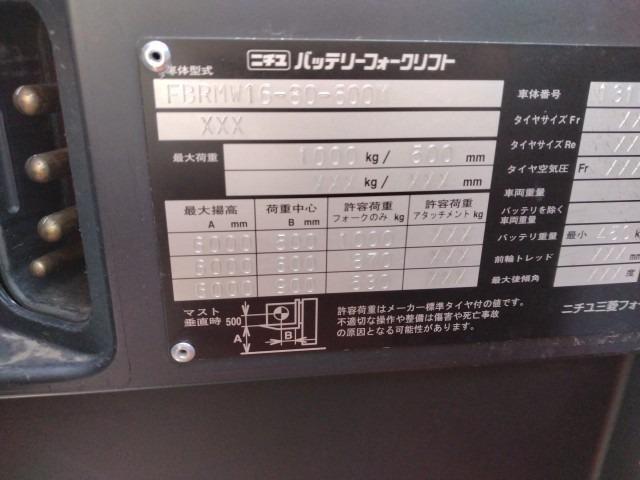 ニチユ バッテリーフォークリフト
車体型式
XXX
最大荷重 1000 kg / 500 mm
/// kg / /// mm
最大揚高 荷重中心 許容荷重 許容荷重
A mm B mm フォークのみ kg アタッチメント kg
6000 ///
6000 ///
6000 ///
マスト
垂直時 500
A
B
許容荷重はメーカー標準タイヤ付の値です。
不適切な操作や整備は傷害や死亡事故
の原因となる可能性があります。
車体番号
タイヤサイズ Fr
タイヤサイズ Re
タイヤ空気圧 Fr
車両重量
バッテリを除く
車両重量
バッテリ重量 最小
前輪トレッド /// mm
最大後傾角 /// 度
ニチユ三菱フォー